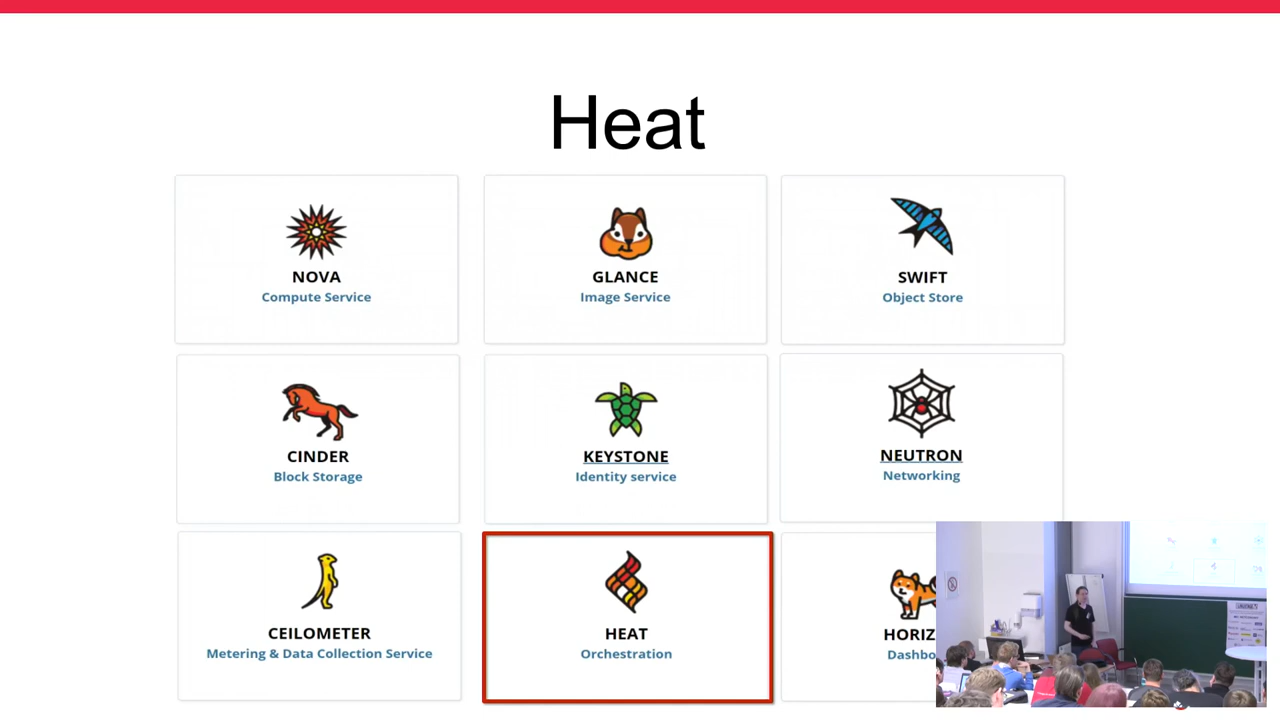 Heat
NOVA
Compute Service
GLANCE
Image Service
SWIFT
Object Store
CINDER
Block Storage
KEYSTONE
Identity service
NEUTRON
Networking
CEILOMETER
Metering & Data Collection Service
HEAT
Orchestration
HORIZ
Dashbo